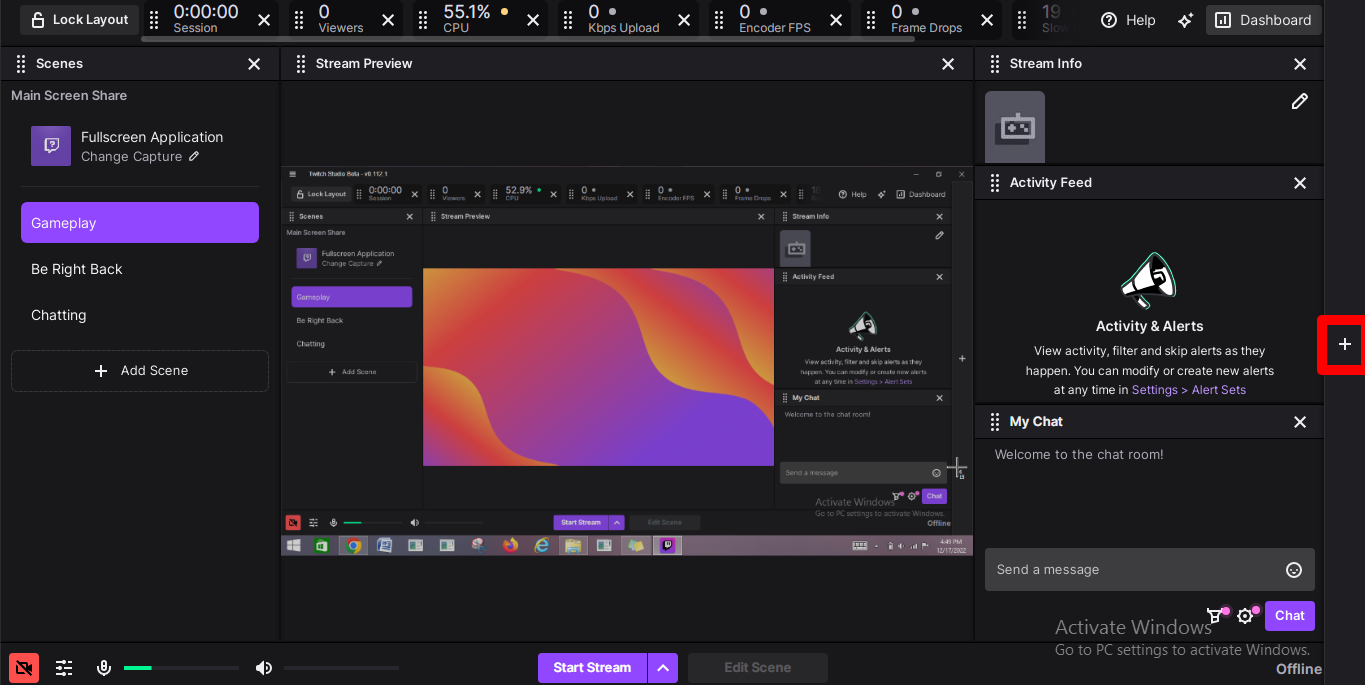 Lock Layout
0:00:00
Session
0
Viewers
55.1%
CPU
0
Kbps Upload
0
Encoder FPS
0
Frame Drops
19
Slow
Help
Dashboard
Scenes
Stream Preview
Stream Info
Main Screen Share
Fullscreen Application
Change Capture
Gameplay
Be Right Back
Chatting
+ Add Scene
Twitch Studio Beta - v0.112.1
Lock Layout
0:00:00
Session
0
Viewers
52.9%
CPU
0
Kbps Upload
0
Encoder FPS
0
Frame Drops
Help
Dashboard
Scenes
Stream Preview
Stream Info
Main Screen Share
Fullscreen Application
Change Capture
Gameplay
Be Right Back
Chatting
+ Add Scene
Activity Feed
Activity & Alerts
View activity, filter and skip alerts as they
happen. You can modify or create new alerts
at any time in Settings > Alert Sets
My Chat
Welcome to the chat room!
Send a message
Chat
Activate Windows
Go to PC settings to activate Windows.
Offline
Start Stream
Edit Scene
4:45 PM
12/17/2022
Activity Feed
Activity & Alerts
View activity, filter and skip alerts as they
happen. You can modify or create new alerts
at any time in Settings > Alert Sets
+
My Chat
Welcome to the chat room!
Send a message
Chat
Activate Windows
Go to PC settings to activate Windows.
Offline
Start Stream
Edit Scene